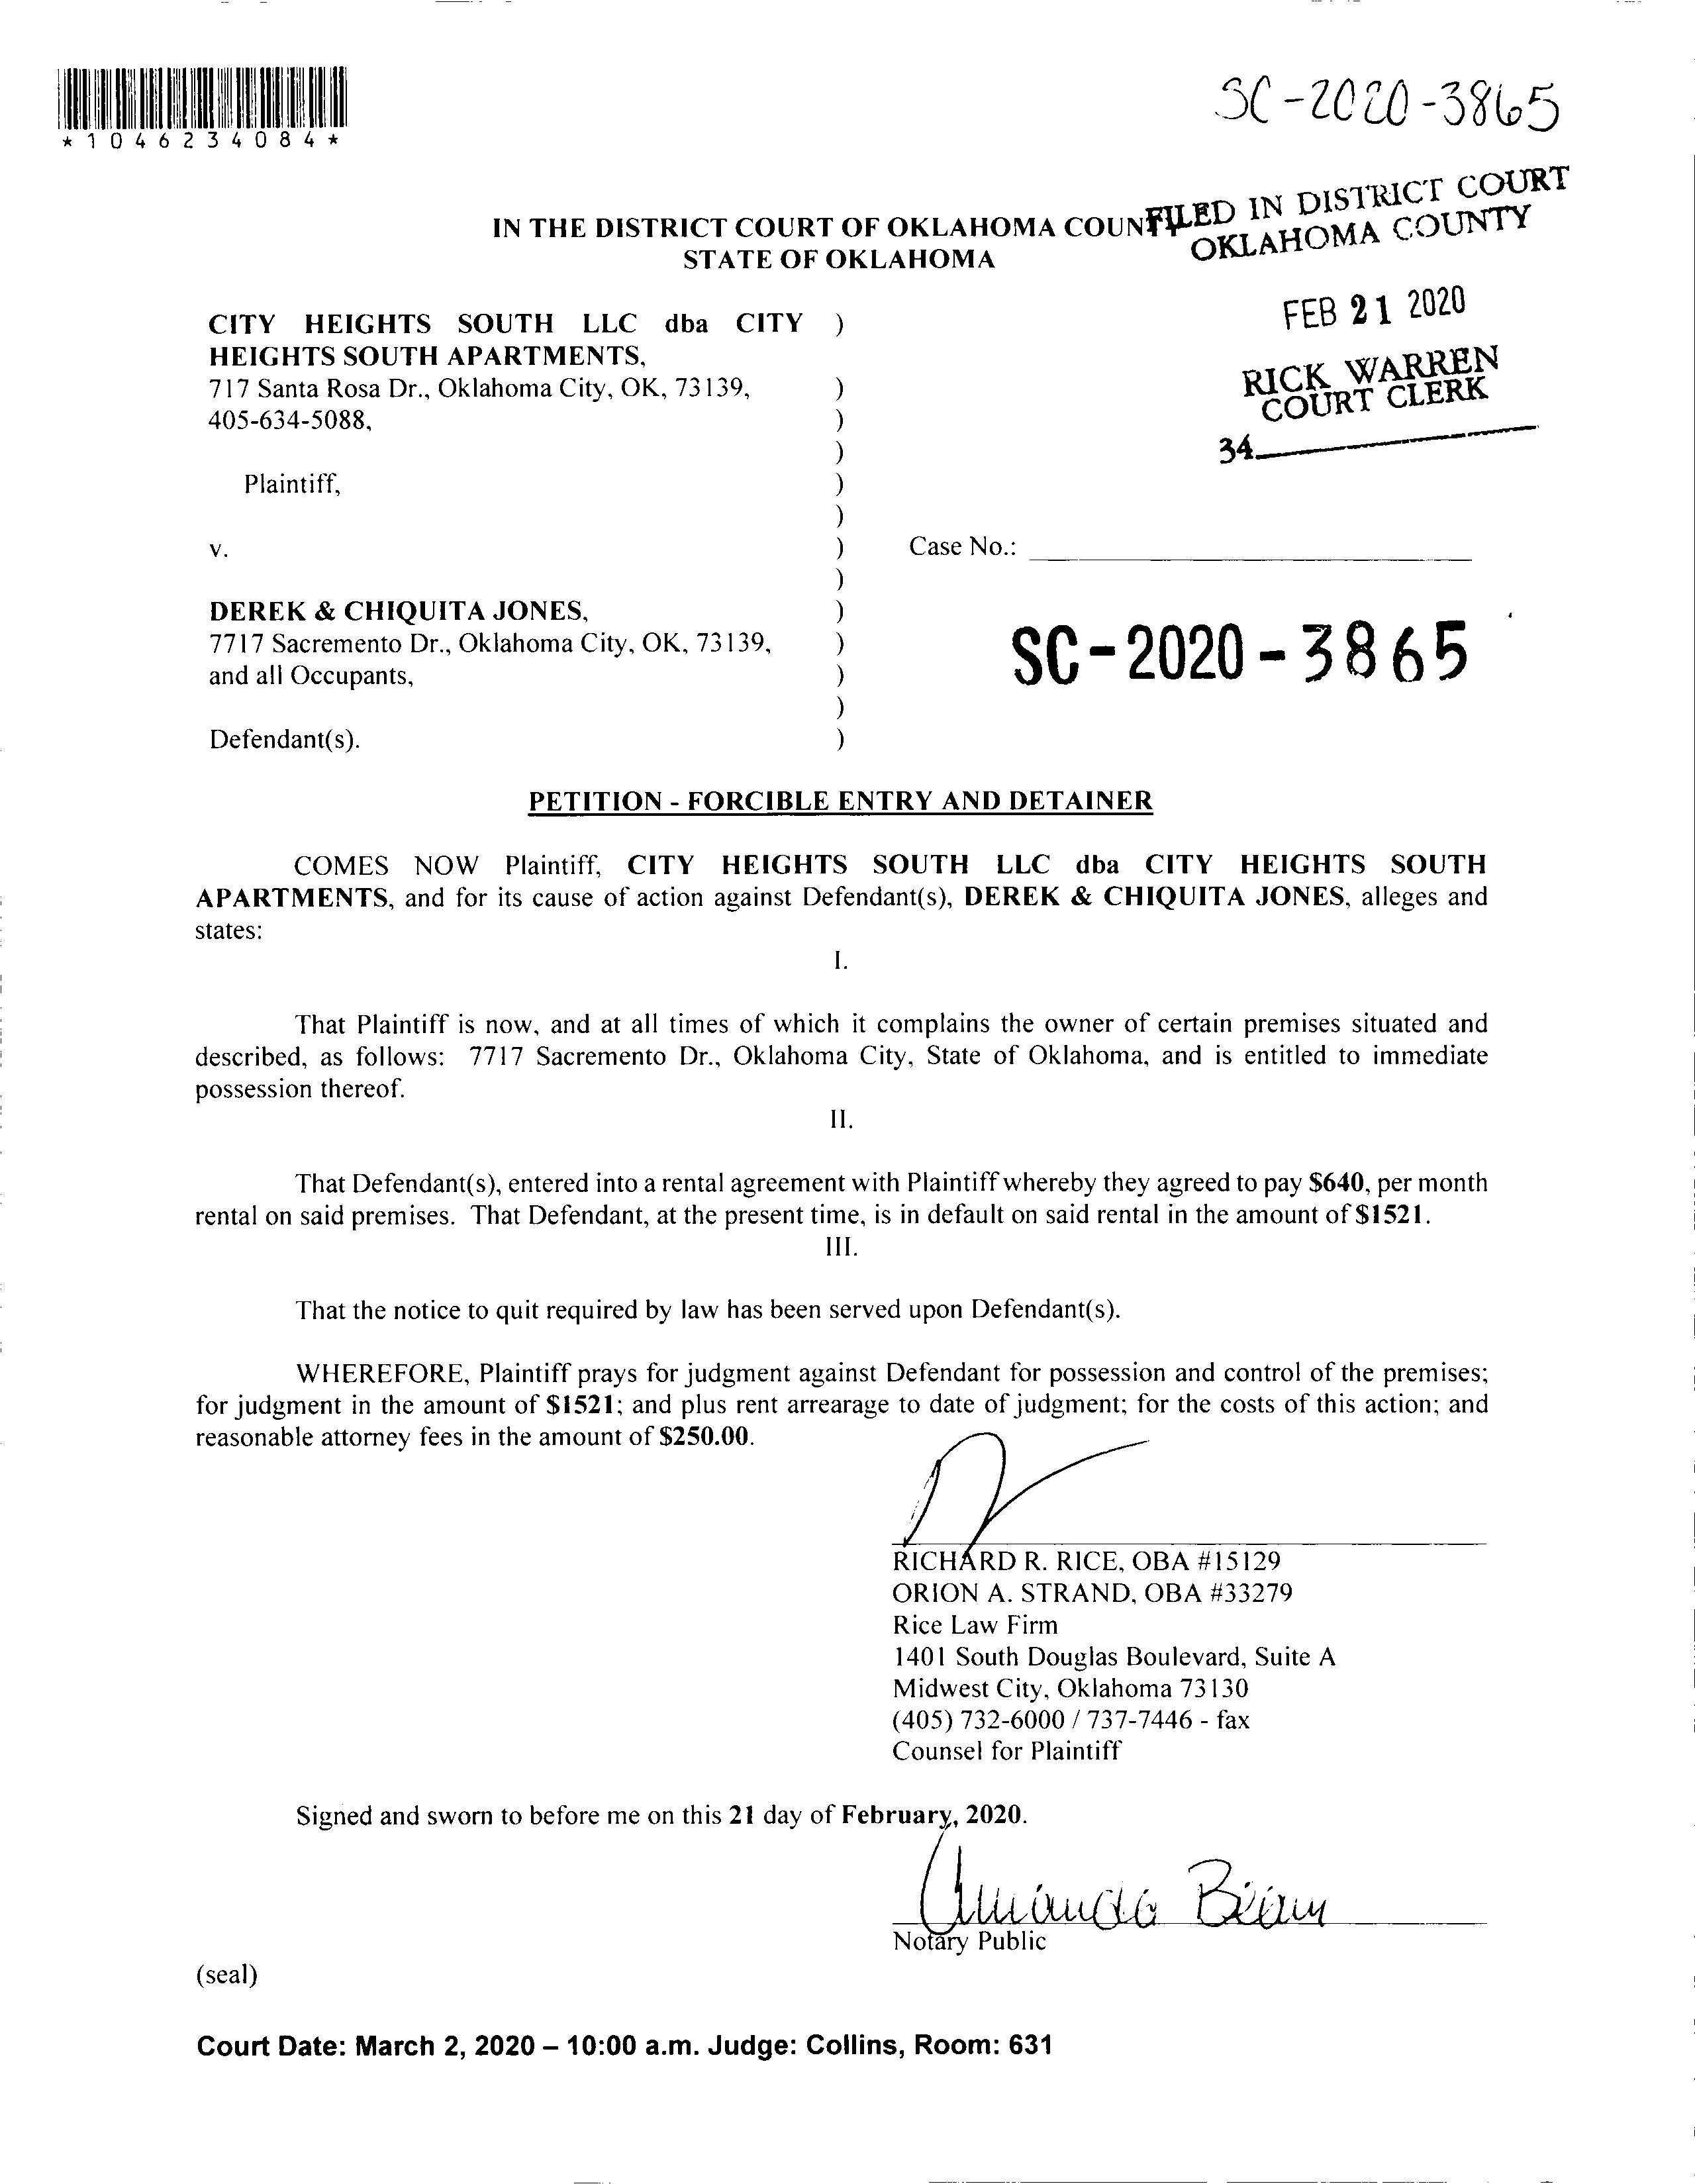 *1046234084*
SC-2020-3865
IN THE DISTRICT COURT OF OKLAHOMA COUNTY
STATE OF OKLAHOMA
FILED IN DISTRICT COURT
OKLAHOMA COUNTY
FEB 21 2020
RICK WARREN
COURT CLERK
34
CITY HEIGHTS SOUTH LLC dba CITY )
HEIGHTS SOUTH APARTMENTS,
717 Santa Rosa Dr., Oklahoma City, OK, 73139, )
405-634-5088, )
)
Plaintiff, )
)
v. ) Case No.:
)
DEREK & CHIQUITA JONES, )
7717 Sacremento Dr., Oklahoma City, OK, 73139, )
and all Occupants, )
)
Defendant(s). )
SC-2020-3865
PETITION - FORCIBLE ENTRY AND DETAINER
COMES NOW Plaintiff, CITY HEIGHTS SOUTH LLC dba CITY HEIGHTS SOUTH
APARTMENTS, and for its cause of action against Defendant(s), DEREK & CHIQUITA JONES, alleges and
states:
I.
That Plaintiff is now, and at all times of which it complains the owner of certain premises situated and
described, as follows: 7717 Sacremento Dr., Oklahoma City, State of Oklahoma, and is entitled to immediate
possession thereof.
II.
That Defendant(s), entered into a rental agreement with Plaintiff whereby they agreed to pay $640, per month
rental on said premises. That Defendant, at the present time, is in default on said rental in the amount of $1521.
III.
That the notice to quit required by law has been served upon Defendant(s).
WHEREFORE, Plaintiff prays for judgment against Defendant for possession and control of the premises;
for judgment in the amount of $1521; and plus rent arrearage to date of judgment; for the costs of this action; and
reasonable attorney fees in the amount of $250.00.
RICHARD R. RICE, OBA #15129
ORION A. STRAND, OBA #33279
Rice Law Firm
1401 South Douglas Boulevard, Suite A
Midwest City, Oklahoma 73130
(405) 732-6000 / 737-7446 - fax
Counsel for Plaintiff
Signed and sworn to before me on this 21 day of February, 2020.
Amanda
Notary Public
(seal)
Court Date: March 2, 2020 – 10:00 a.m. Judge: Collins, Room: 631